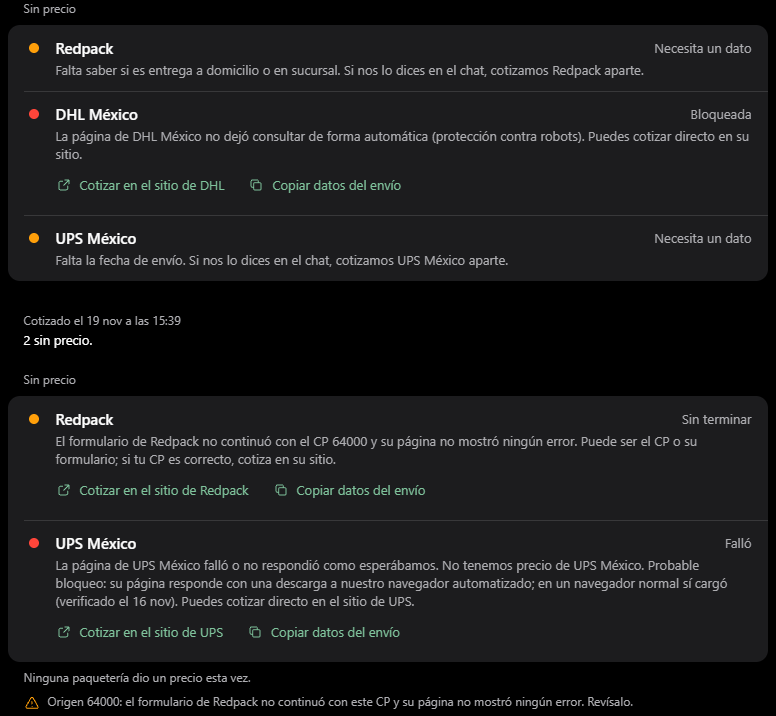 Sin precio
Redpack
Necesita un dato
Falta saber si es entrega a domicilio o en sucursal. Si nos lo dices en el chat, cotizamos Redpack aparte.
DHL México
Bloqueada
La página de DHL México no dejó consultar de forma automática (protección contra robots). Puedes cotizar directo en su
sitio.
Cotizar en el sitio de DHL
Copiar datos del envío
UPS México
Necesita un dato
Falta la fecha de envío. Si nos lo dices en el chat, cotizamos UPS México aparte.
Cotizado el 19 nov a las 15:39
2 sin precio.
Sin precio
Redpack
Sin terminar
El formulario de Redpack no continuó con el CP 64000 y su página no mostró ningún error. Puede ser el CP o su
formulario; si tu CP es correcto, cotiza en su sitio.
Cotizar en el sitio de Redpack
Copiar datos del envío
UPS México
Falló
La página de UPS México falló o no respondió como esperábamos. No tenemos precio de UPS México. Probable
bloqueo: su página responde con una descarga a nuestro navegador automatizado; en un navegador normal sí cargó
(verificado el 16 nov). Puedes cotizar directo en el sitio de UPS.
Cotizar en el sitio de UPS
Copiar datos del envío
Ninguna paquetería dio un precio esta vez.
Origen 64000: el formulario de Redpack no continuó con este CP y su página no mostró ningún error. Revísalo.